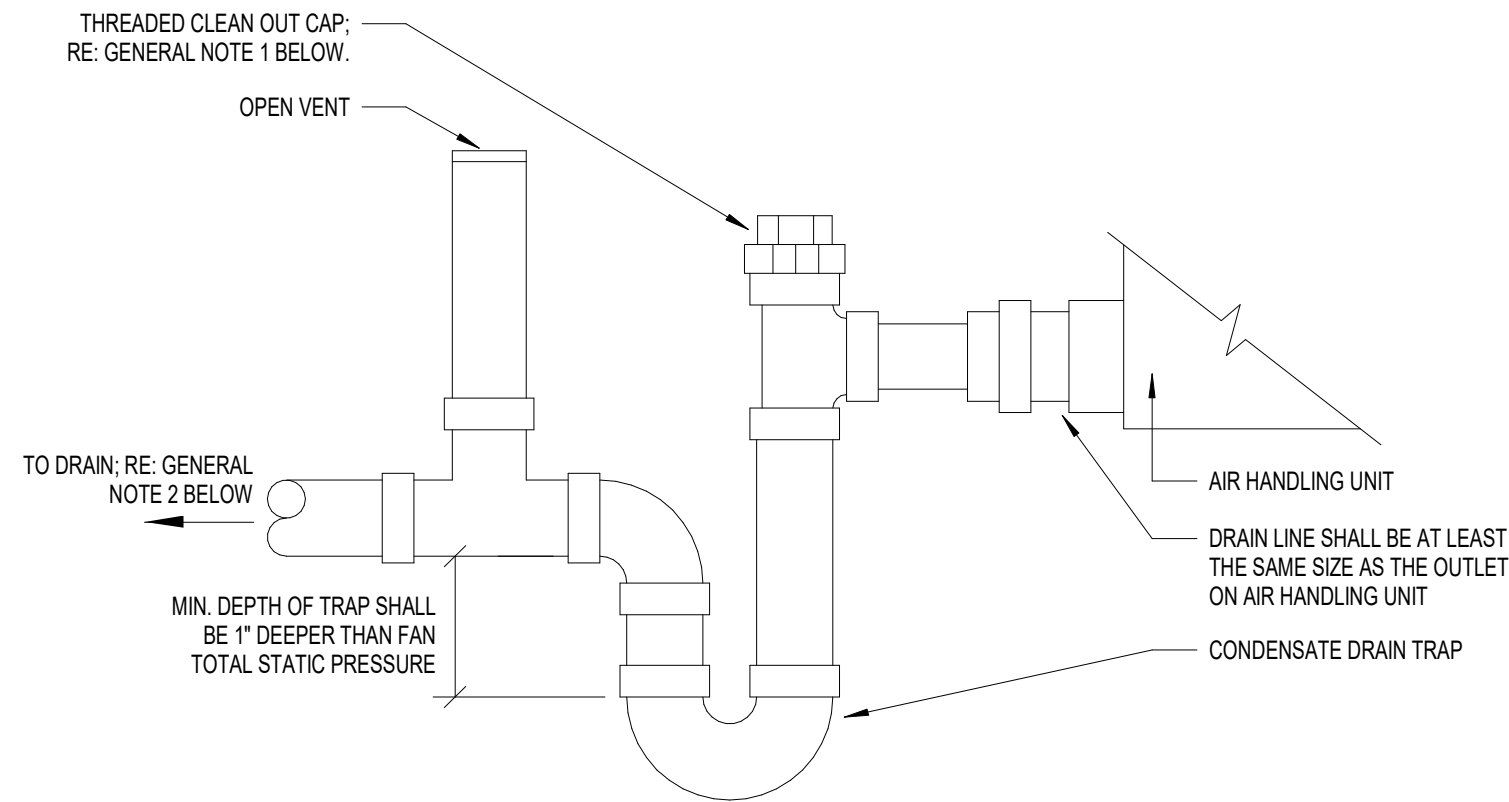 THREADED CLEAN OUT CAP;
RE: GENERAL NOTE 1 BELOW.
OPEN VENT
TO DRAIN; RE: GENERAL
NOTE 2 BELOW
MIN. DEPTH OF TRAP SHALL
BE 1" DEEPER THAN FAN
TOTAL STATIC PRESSURE
AIR HANDLING UNIT
DRAIN LINE SHALL BE AT LEAST
THE SAME SIZE AS THE OUTLET
ON AIR HANDLING UNIT
CONDENSATE DRAIN TRAP